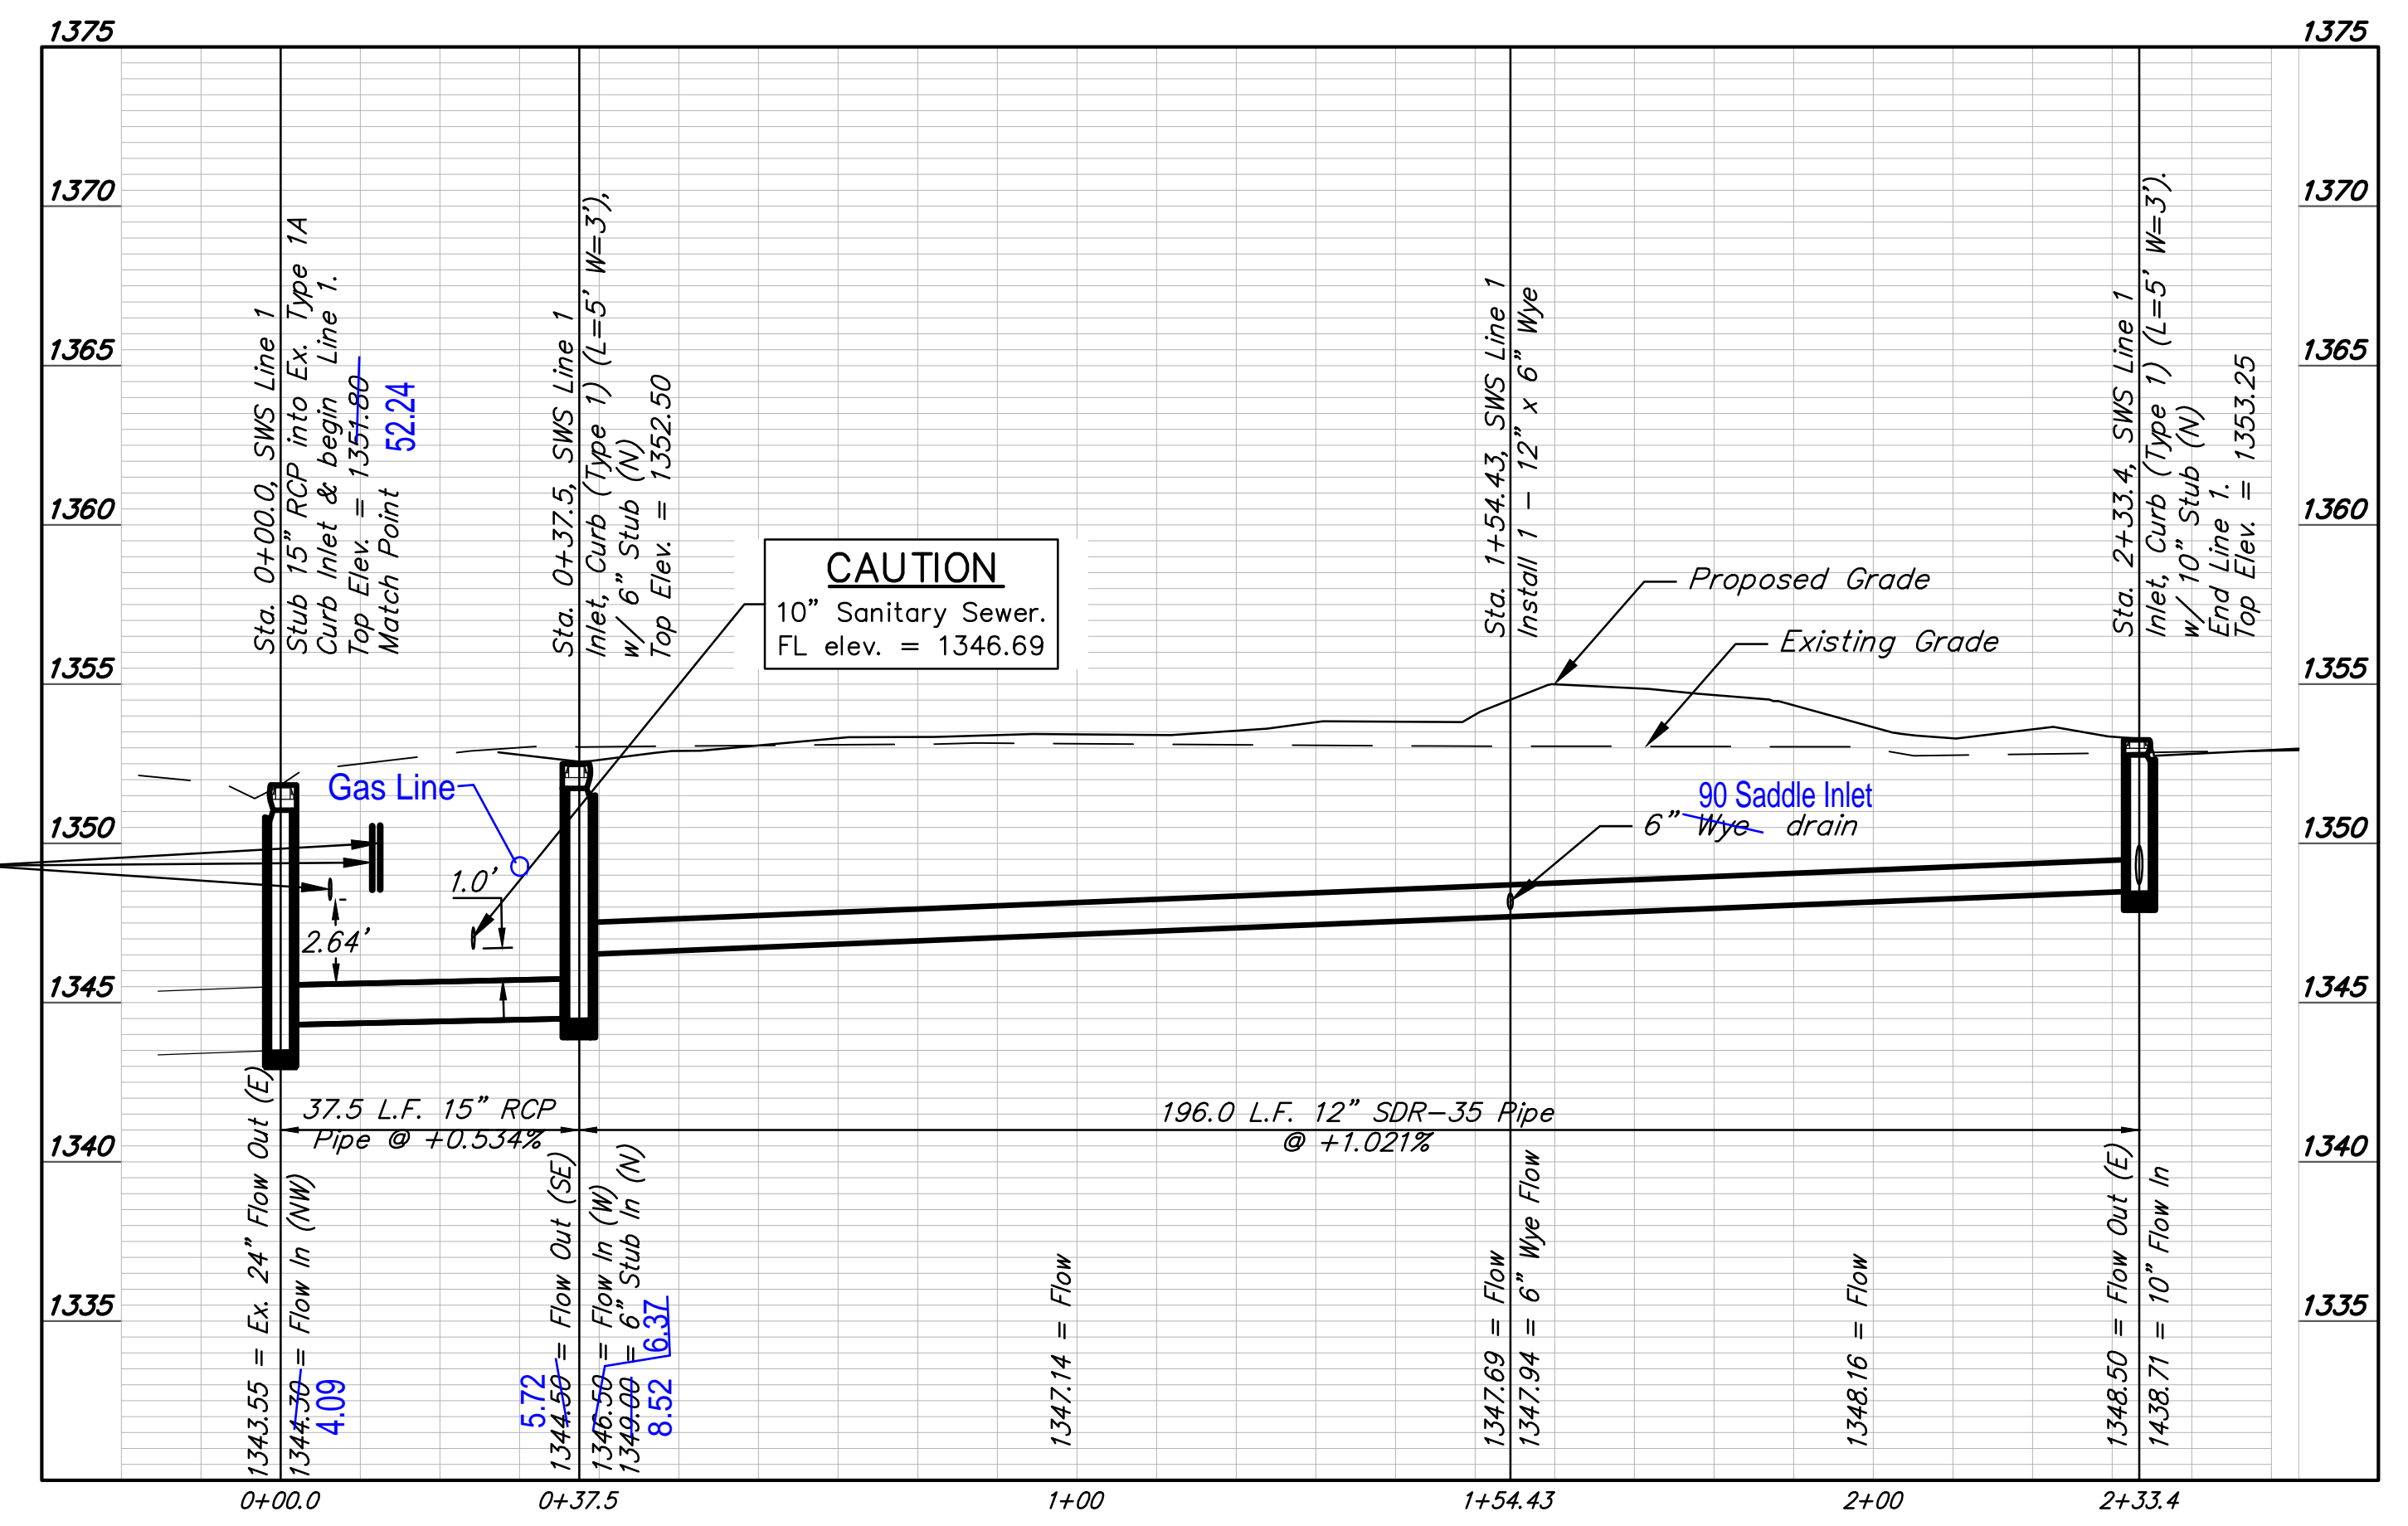 1375
1375
1370
1370
1365
1365
1360
1360
1355
1355
1350
1350
1345
1345
1340
1340
1335
1335
Sta. 0+00.0, SWS Line 1
Stub 15" RCP into Ex. Type 1A
Curb Inlet & begin Line 1.
Top Elev. = 1351.80
52.24
Match Point
Sta. 0+37.5, SWS Line 1
Inlet, Curb (Type 1) (L=5' W=3'),
w/ 6" Stub (N)
Top Elev. = 1352.50
CAUTION
10" Sanitary Sewer.
FL elev. = 1346.69
Sta. 1+54.43, SWS Line 1
Install 1 - 12" x 6" Wye
Proposed Grade
Existing Grade
Sta. 2+33.4, SWS Line 1
Inlet, Curb (Type 1) (L=5' W=3').
w/ 10" Stub (N)
End Line 1.
Top Elev. = 1353.25
Gas Line
90 Saddle Inlet
6" Wye drain
1.0'
2.64'
37.5 L.F. 15" RCP
Pipe @ +0.534%
196.0 L.F. 12" SDR-35 Pipe
@ +1.021%
1343.55 = Ex. 24" Flow Out (E)
1344.30 = Flow In (NW)
4.09
5.72
1344.50 = Flow Out (SE)
1346.50 = Flow In (W)
6.37
1349.00 = 6" Stub In (N)
8.52
1347.14 = Flow
1347.69 = Flow
1347.94 = 6" Wye Flow
1348.16 = Flow
1348.50 = Flow Out (E)
1438.71 = 10" Flow In
0+00.0
0+37.5
1+00
1+54.43
2+00
2+33.4